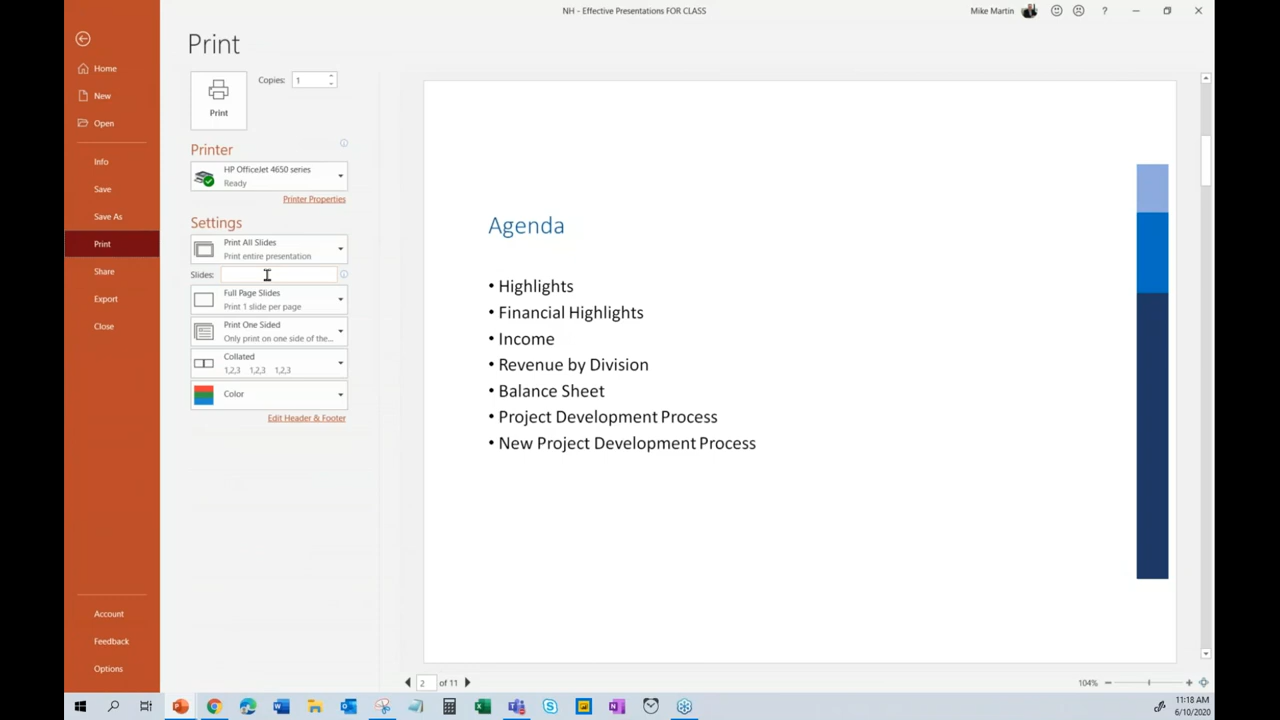 NH - Effective Presentations FOR CLASS
Mike Martin
?
Print
Home
New
Open
Info
Save
Save As
Print
Share
Export
Close
Account
Feedback
Options
Print
Copies: 1
Printer
HP OfficeJet 4650 series
Ready
Printer Properties
Settings
Print All Slides
Print entire presentation
Slides:
Full Page Slides
Print 1 slide per page
Print One Sided
Only print on one side of the...
Collated
1,2,3 1,2,3 1,2,3
Color
Edit Header & Footer
Agenda
• Highlights
• Financial Highlights
• Income
• Revenue by Division
• Balance Sheet
• Project Development Process
• New Project Development Process
2 of 11
104%
11:18 AM
6/10/2020